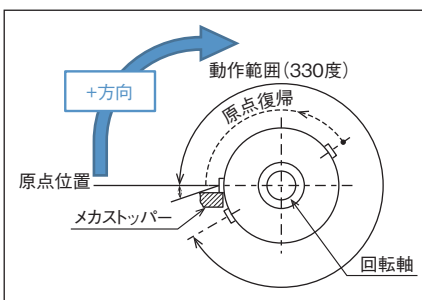 動作範囲(330度)
+方向
原点復帰
原点位置
メカストッパー
回転軸